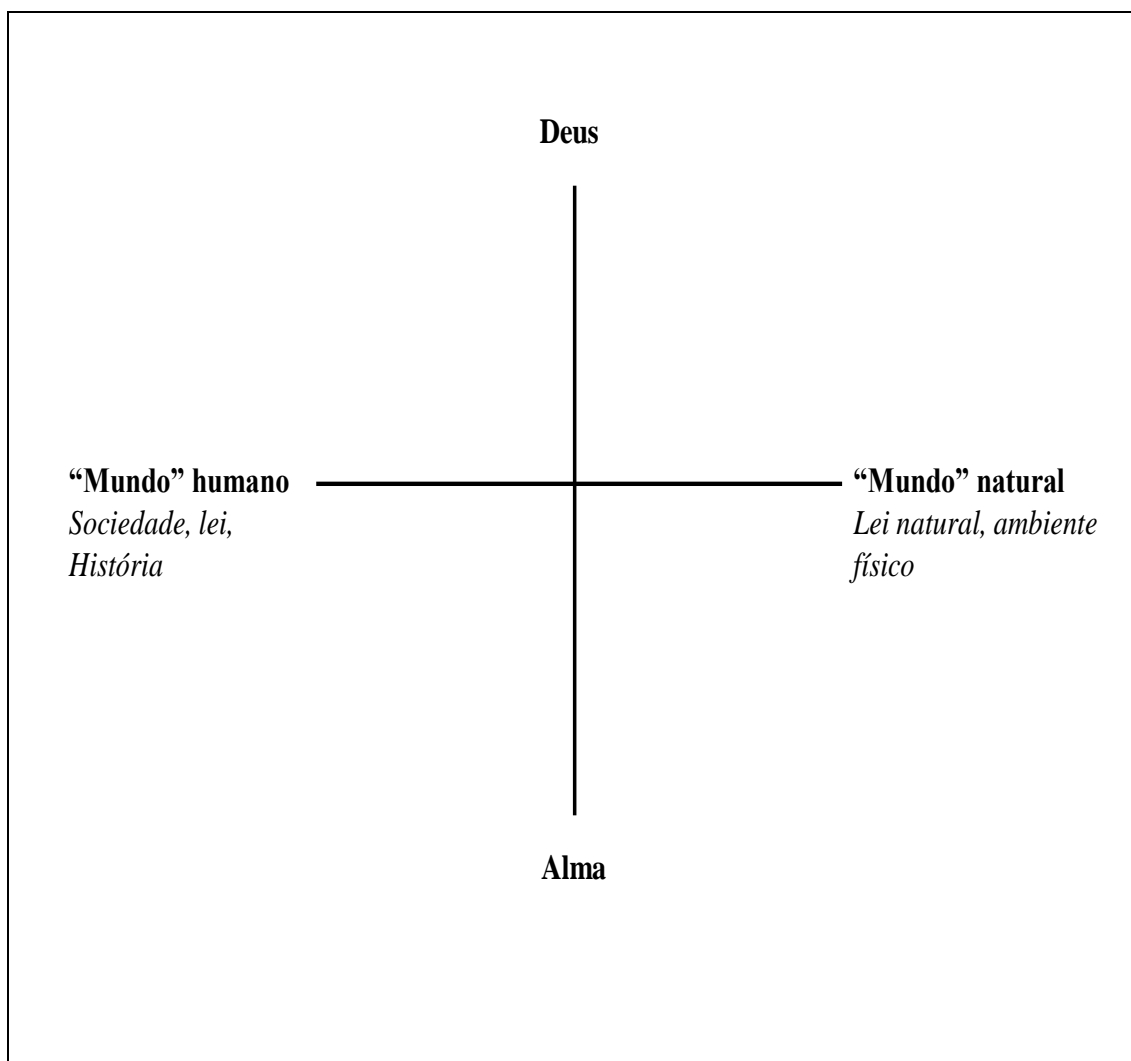 Deus
“Mundo” humano
Sociedade, lei,
História
“Mundo” natural
Lei natural, ambiente
físico
Alma